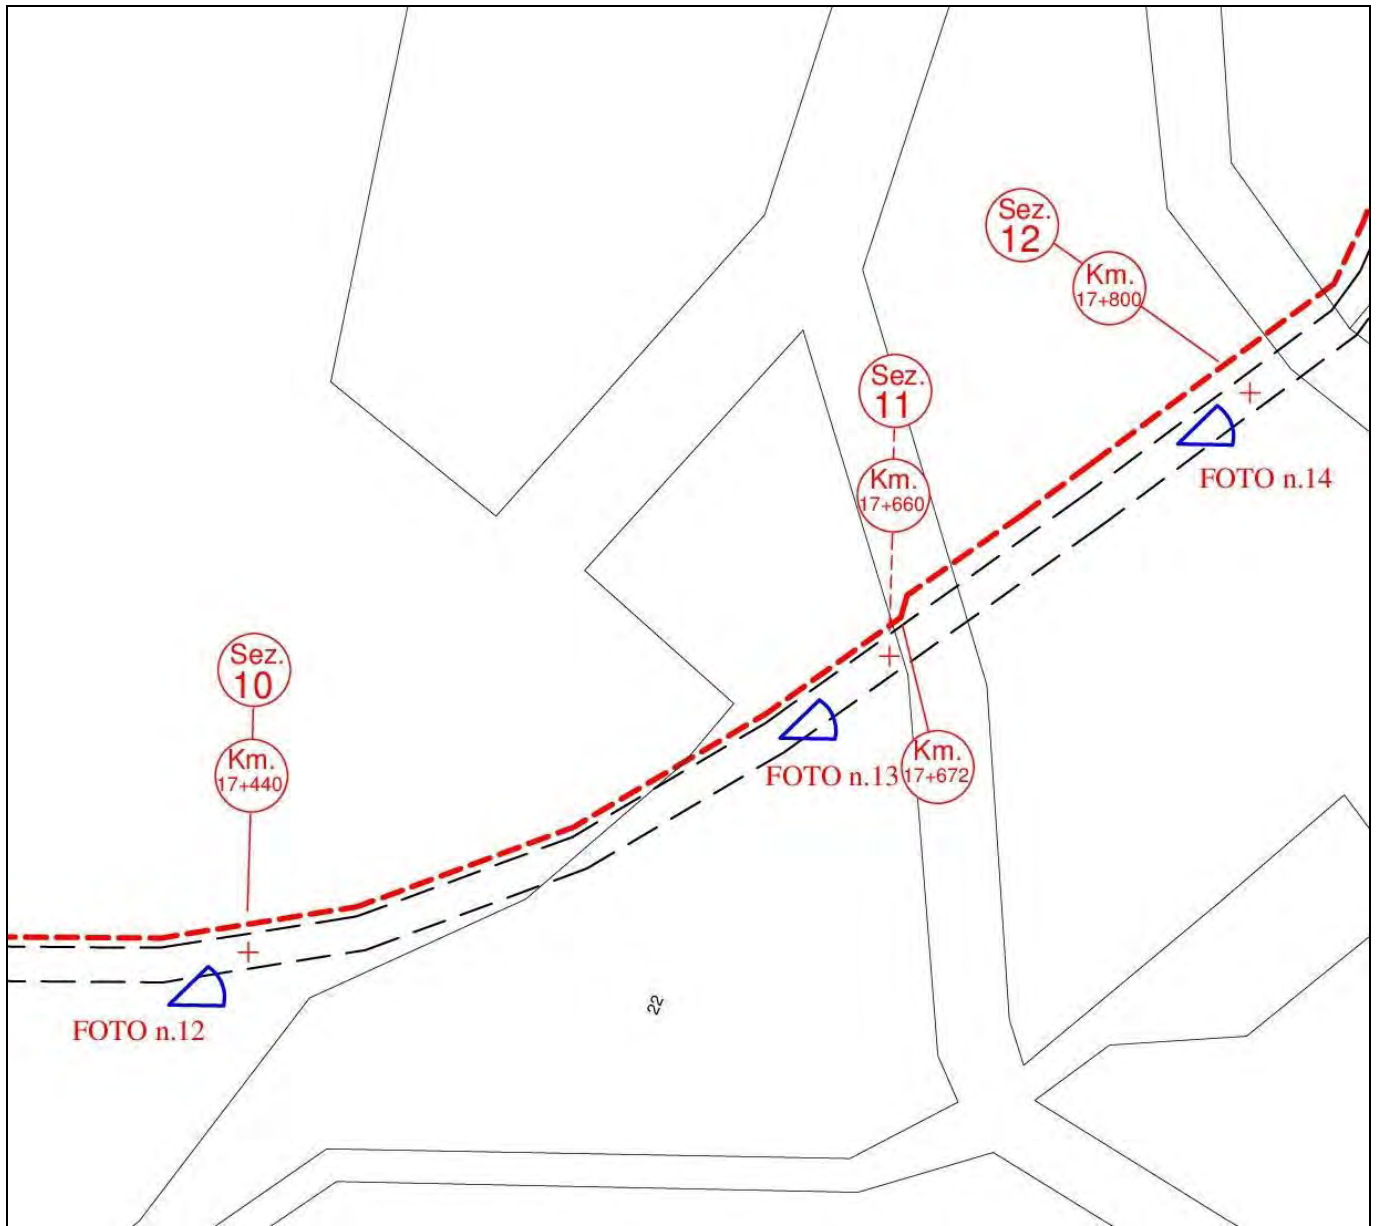 Sez.
12
Km.
17+800
Sez.
11
Km.
17+660
FOTO n.14
Sez.
10
Km.
17+440
FOTO n.13
Km.
17+672
FOTO n.12
22